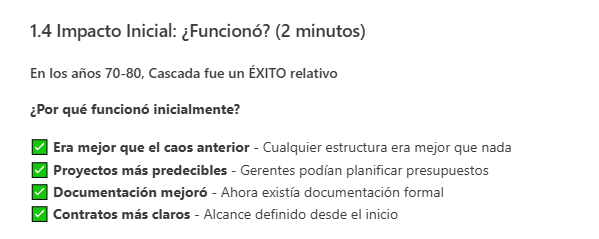 1.4 Impacto Inicial: ¿Funcionó? (2 minutos)
En los años 70-80, Cascada fue un ÉXITO relativo
¿Por qué funcionó inicialmente?
✅ Era mejor que el caos anterior - Cualquier estructura era mejor que nada
✅ Proyectos más predecibles - Gerentes podían planificar presupuestos
✅ Documentación mejoró - Ahora existía documentación formal
✅ Contratos más claros - Alcance definido desde el inicio